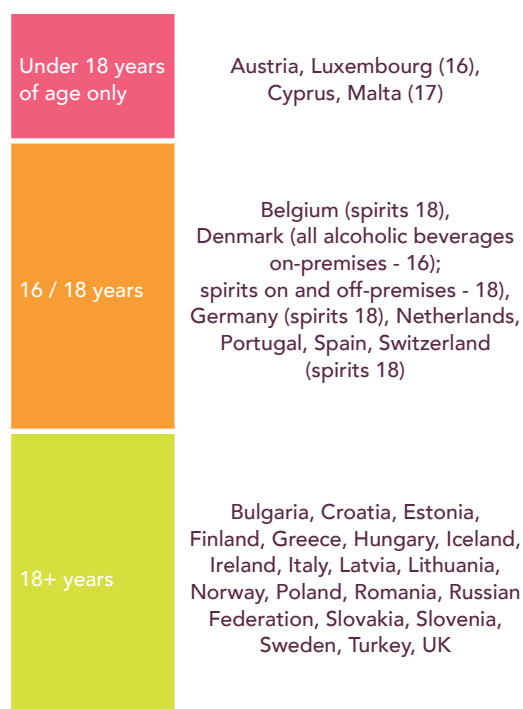 Under 18 years
of age only
Austria, Luxembourg (16),
Cyprus, Malta (17)
16 / 18 years
Belgium (spirits 18),
Denmark (all alcoholic beverages
on-premises - 16);
spirits on and off-premises - 18),
Germany (spirits 18), Netherlands,
Portugal, Spain, Switzerland
(spirits 18)
18+ years
Bulgaria, Croatia, Estonia,
Finland, Greece, Hungary, Iceland,
Ireland, Italy, Latvia, Lithuania,
Norway, Poland, Romania, Russian
Federation, Slovakia, Slovenia,
Sweden, Turkey, UK